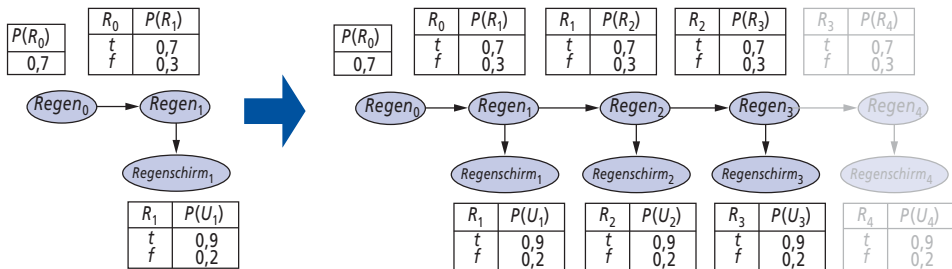 P(R₀)
0,7
R₀ P(R₁)
t 0,7
f 0,3
Regen₀
Regen₁
Regenschirm₁
R₁ P(U₁)
t 0,9
f 0,2
P(R₀)
0,7
R₀ P(R₁)
t 0,7
f 0,3
R₁ P(R₂)
t 0,7
f 0,3
R₂ P(R₃)
t 0,7
f 0,3
R₃ P(R₄)
t 0,7
f 0,3
Regen₀
Regen₁
Regen₂
Regen₃
Regen₄
Regenschirm₁
Regenschirm₂
Regenschirm₃
Regenschirm₄
R₁ P(U₁)
t 0,9
f 0,2
R₂ P(U₂)
t 0,9
f 0,2
R₃ P(U₃)
t 0,9
f 0,2
R₄ P(U₄)
t 0,9
f 0,2